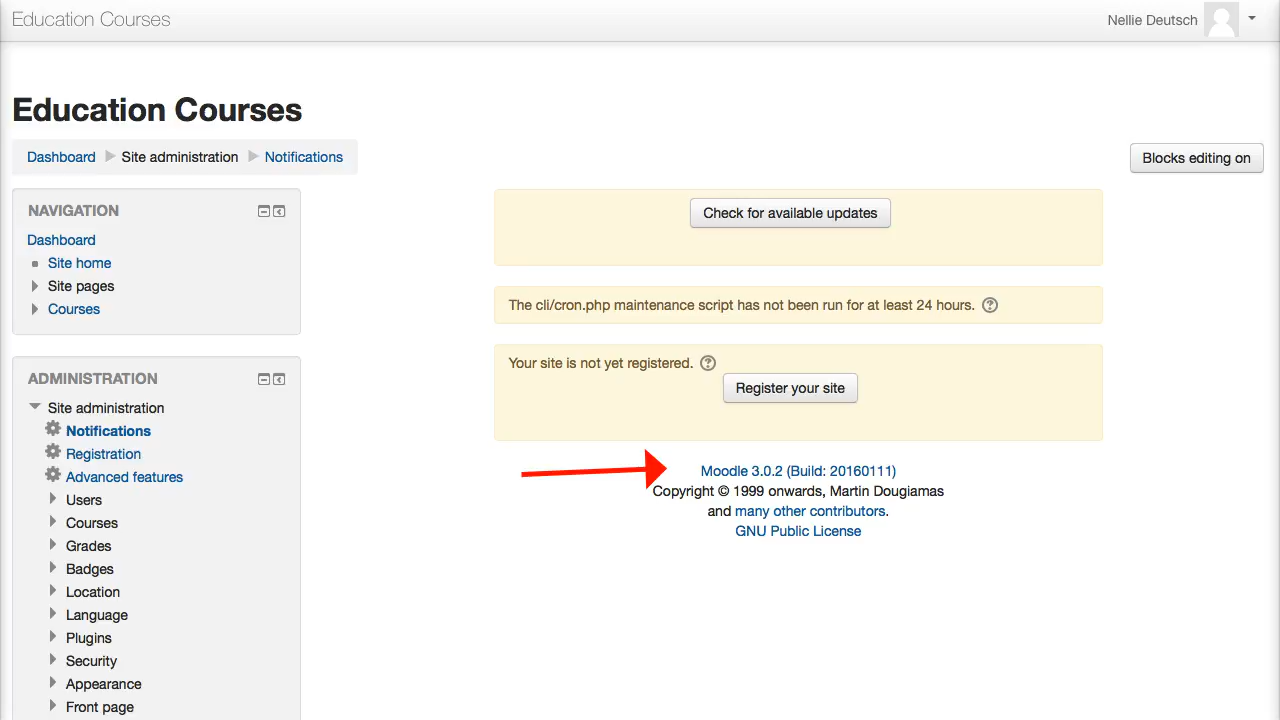 Education Courses
Nellie Deutsch
Education Courses
Dashboard Site administration Notifications
Blocks editing on
NAVIGATION
Dashboard
Site home
Site pages
Courses
ADMINISTRATION
Site administration
Notifications
Registration
Advanced features
Users
Courses
Grades
Badges
Location
Language
Plugins
Security
Appearance
Front page
Check for available updates
The cli/cron.php maintenance script has not been run for at least 24 hours. ?
Your site is not yet registered. ?
Register your site
Moodle 3.0.2 (Build: 20160111)
Copyright © 1999 onwards, Martin Dougiamas
and many other contributors.
GNU Public License